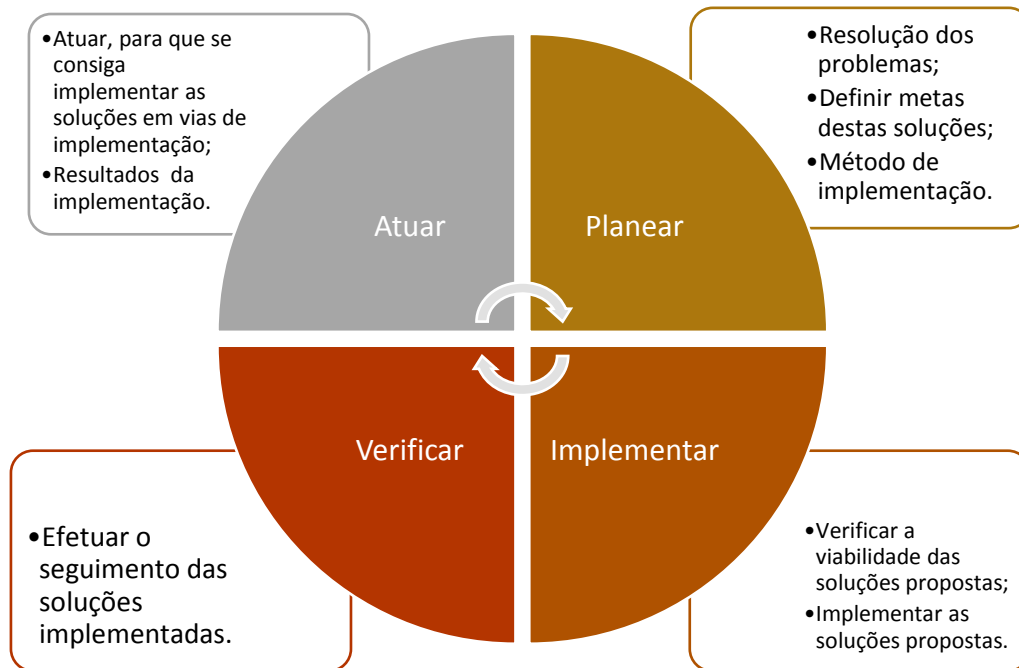 •Atuar, para que se
consiga
implementar as
soluções em vias de
implementação;
•Resultados da
implementação.
•Resolução dos
problemas;
•Definir metas
destas soluções;
•Método de
implementação.
Atuar
Planear
Verificar
Implementar
•Efetuar o
seguimento das
soluções
implementadas.
•Verificar a
viabilidade das
soluções propostas;
•Implementar as
soluções propostas.